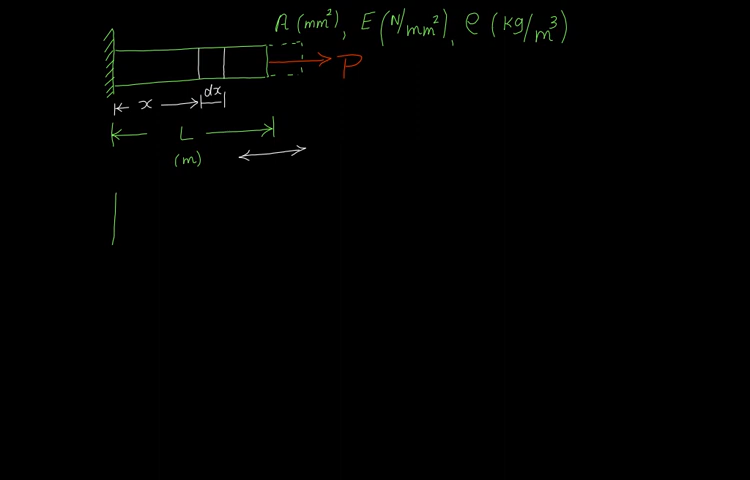 A (mm²), E (N/mm²), ρ (kg/m³)
P
dx
x
L
(m)